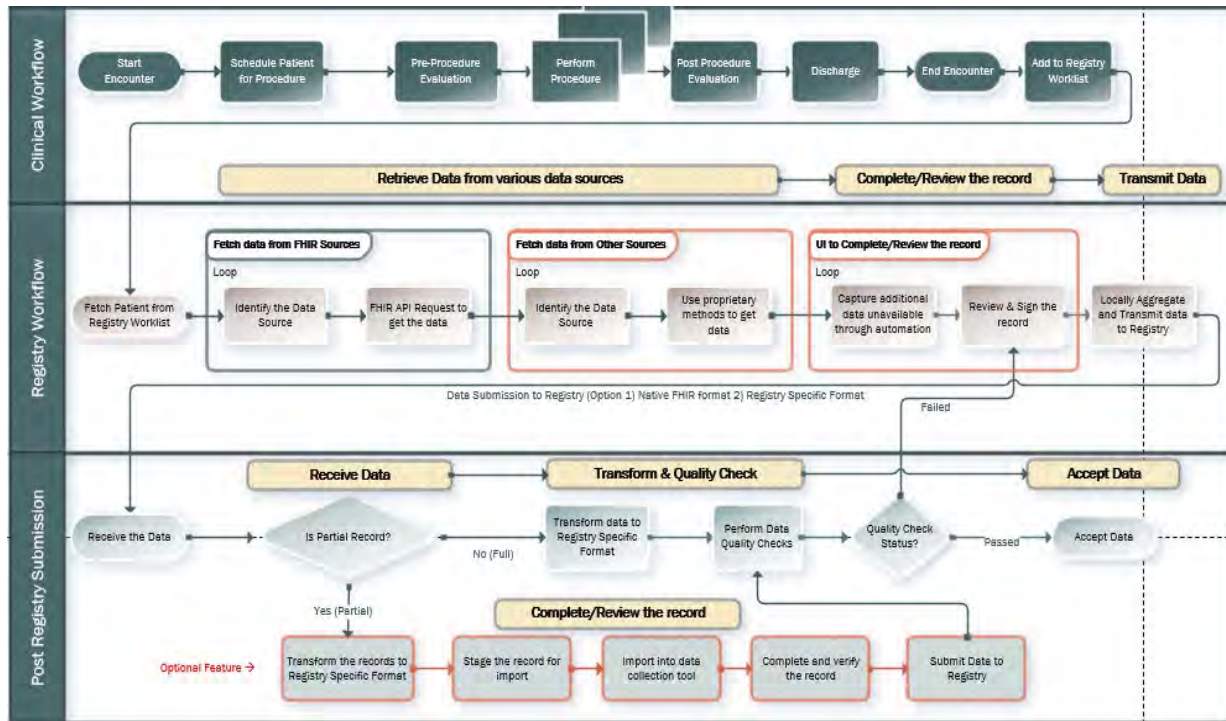 Clinical Workflow
Start
Encounter
Schedule Patient
for Procedure
Pre-Procedure
Evaluation
Perform
Procedure
Post Procedure
Evaluation
Discharge
End Encounter
Add to Registry
Worklist
Retrieve Data from various data sources
Complete/Review the record
Transmit Data
Registry Workflow
Fetch Patient from
Registry Worklist
Fetch data from FHIR Sources
Loop
Identify the Data
Source
FHIR API Request to
get the data
Fetch data from Other Sources
Loop
Identify the Data
Source
Use proprietary
methods to get
data
UI to Complete/Review the record
Loop
Capture additional
data unavailable
through automation
Review & Sign the
record
Locally Aggregate
and Transmit data
to Registry
Data Submission to Registry (Option 1) Native FHIR format 2) Registry Specific Format
Failed
Post Registry Submission
Receive Data
Transform & Quality Check
Accept Data
Receive the Data
Is Partial Record?
No (Full)
Transform data to
Registry Specific
Format
Perform Data
Quality Checks
Quality Check
Status?
Passed
Accept Data
Yes (Partial)
Complete/Review the record
Optional Feature →
Transform the records to
Registry Specific Format
Stage the record for
import
Import into data
collection tool
Complete and verify
the record
Submit Data to
Registry